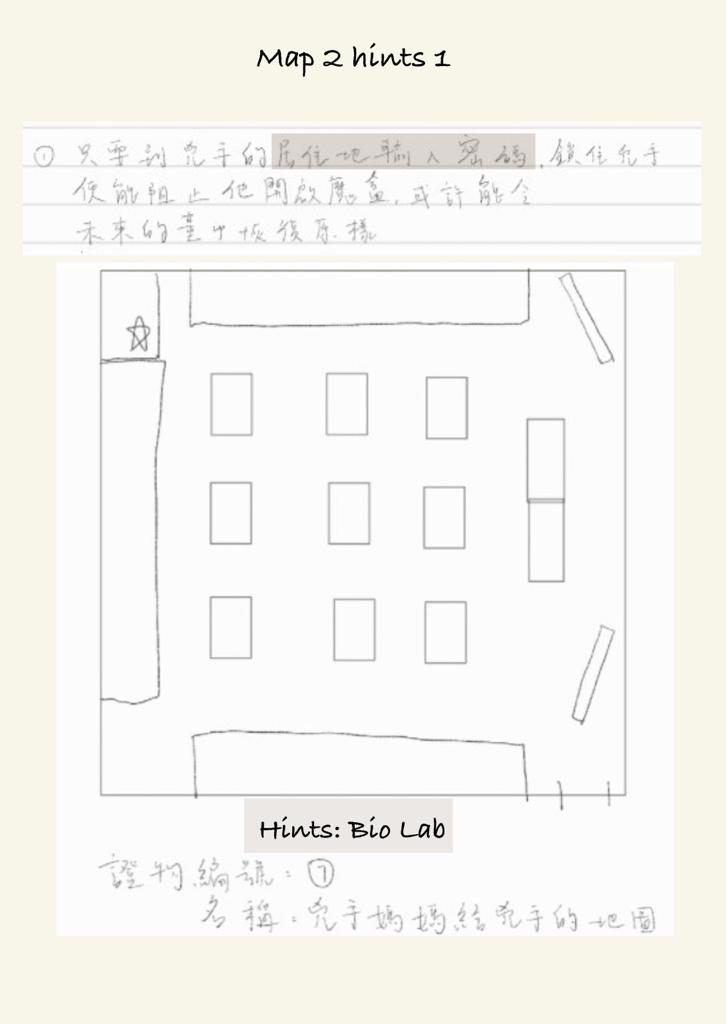 Map 2 hints 1
① 只要到兇手的居住地輸入密碼,鎖住兇手
便能阻止他開啟魔盒,或許能令
未來的臺中恢復原樣
Hints: Bio Lab
證物編號:⑦
名稱:兇手媽媽給兇手的地圖